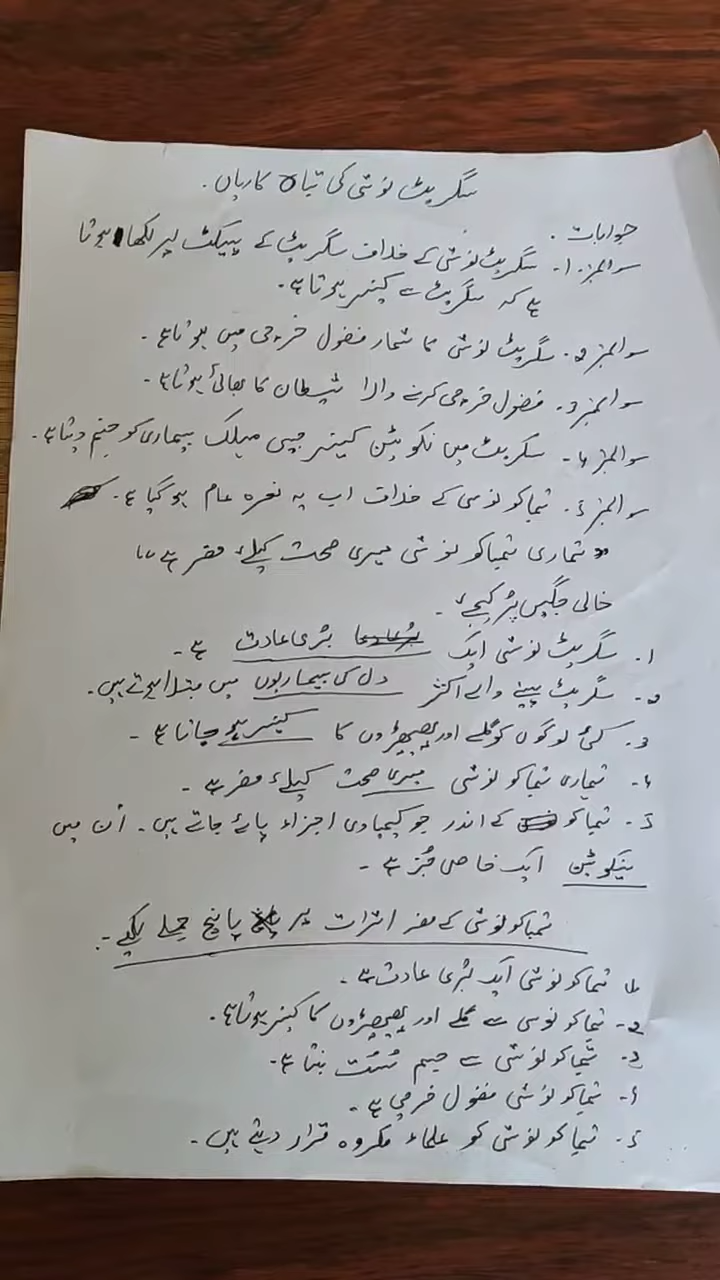 سگریٹ نوشی کی تباہ کاریاں۔
جوابات۔
سوالنمبر ۱۔ سگریٹ نوشی کے خلاف سگریٹ کے پیکٹ پر لکھا ہوتا
ہے کہ سگریٹ سے کینسر ہوتا ہے۔
سوالنمبر ۲۔ سگریٹ نوشی کا شمار فضول خرچی میں ہوتا ہے۔
سوالنمبر ۳۔ فضول خرچی کرنے والا شیطان کا بھائی ہوتا ہے۔
سوالنمبر ۴۔ سگریٹ میں نکوٹین کینسر جیسی مہلک بیماری کو جنم دیتا ہے۔
سوالنمبر ۵۔ تمباکو نوشی کے خلاف اب یہ نعرہ عام ہو گیا ہے۔
"تمہاری تمباکو نوشی میری صحت کیلئے مضر ہے"
خالی جگہیں پُر کیجئے۔
۱۔ سگریٹ نوشی ایک بُری عادت ہے۔
۲۔ سگریٹ پینے والے اکثر دل کی بیماریوں میں مبتلا ہوتے ہیں۔
۳۔ کئی لوگوں کو گلے اور پھیپھڑوں کا کینسر ہو جاتا ہے۔
۴۔ تمہاری تمباکو نوشی میری صحت کیلئے مضر ہے۔
۵۔ تمباکو کے اندر جو کیمیاوی اجزاء پائے جاتے ہیں۔ اُن میں
نیکوٹین ایک خاص جُز ہے۔
تمباکو نوشی کے مضر اثرات پر پانچ جملے لکھیے۔
۱۔ تمباکو نوشی ایک بُری عادت ہے۔
۲۔ تمباکو نوشی سے گلے اور پھیپھڑوں کا کینسر ہوتا ہے۔
۳۔ تمباکو نوشی سے جسم سُست بنتا ہے۔
۴۔ تمباکو نوشی فضول خرچی ہے۔
۵۔ تمباکو نوشی کو علماء مکروہ قرار دیتے ہیں۔